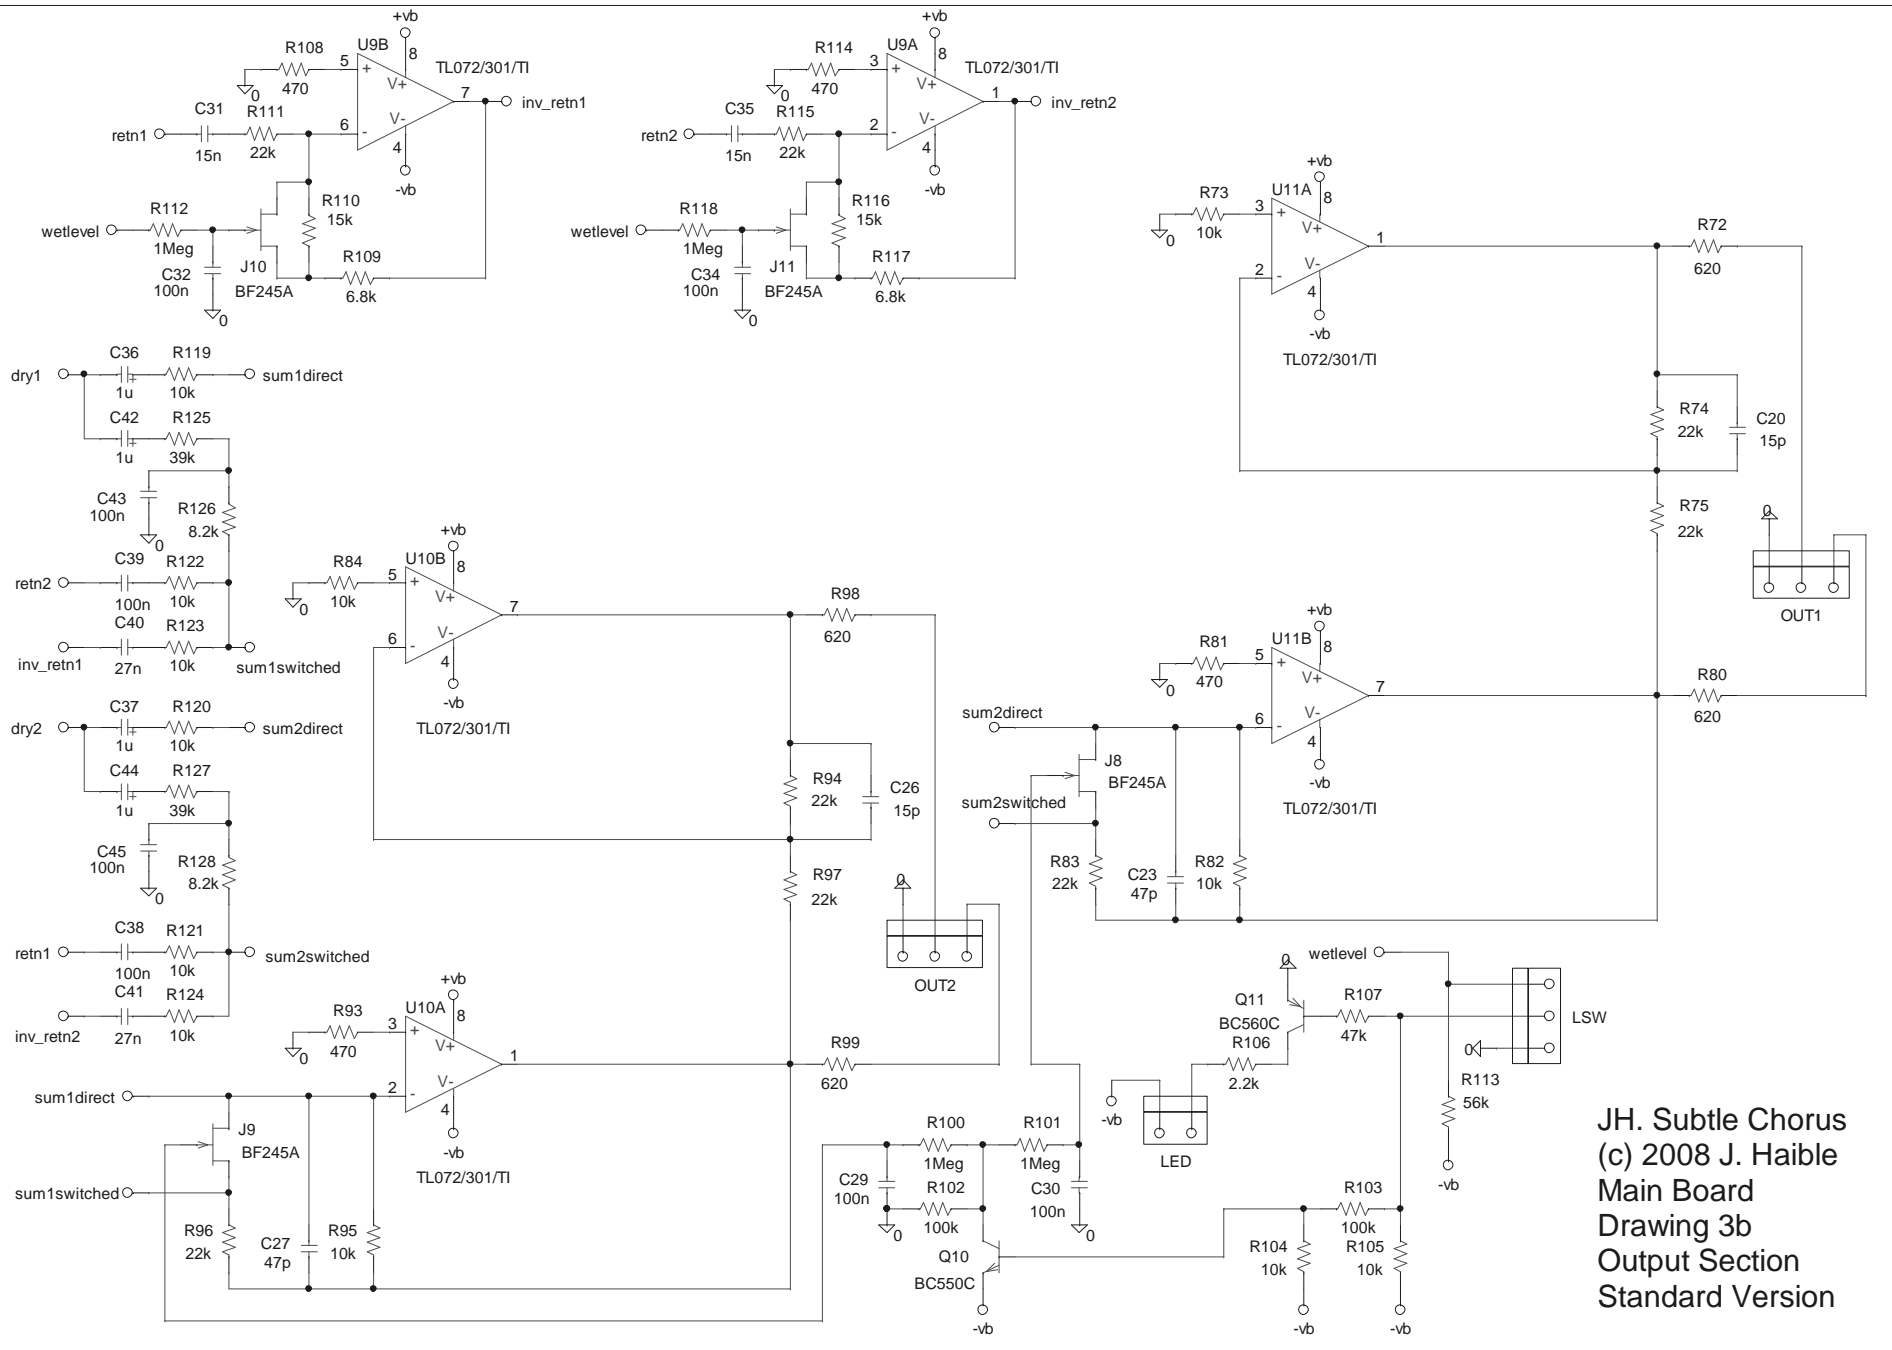 +vb
R108
U9B
8
5
+
TL072/301/TI
V+
470
0
7
inv_retn1
C31
R111
V-
retn1
6
-
15n
22k
4
-vb
R110
15k
R112
wetlevel
1Meg
J10
R109
C32
100n
BF245A
6.8k
0
+vb
R114
U9A
8
3
+
TL072/301/TI
V+
470
0
1
inv_retn2
C35
R115
V-
retn2
2
-
15n
22k
4
-vb
R116
15k
R118
wetlevel
1Meg
J11
R117
C34
100n
BF245A
6.8k
0
+vb
R73
U11A
8
3
+
V+
10k
0
1
R72
620
V-
2
-
4
-vb
TL072/301/TI
R74
22k
C20
15p
R75
22k
0
OUT1
C36
R119
dry1
sum1direct
1u
10k
C42
R125
1u
39k
C43
100n
R126
8.2k
0
C39
R122
retn2
100n
10k
C40
R123
inv_retn1
27n
10k
sum1switched
C37
R120
dry2
sum2direct
1u
10k
C44
R127
1u
39k
C45
100n
R128
8.2k
0
C38
R121
retn1
sum2switched
100n
10k
C41
R124
inv_retn2
27n
10k
+vb
R84
U10B
8
5
+
V+
10k
0
7
R98
620
V-
6
-
4
-vb
TL072/301/TI
R94
22k
C26
15p
R97
22k
0
OUT2
+vb
R93
U10A
8
3
+
V+
470
0
1
R99
620
V-
2
-
4
-vb
TL072/301/TI
sum1direct
J9
BF245A
sum1switched
R96
22k
C27
47p
R95
10k
+vb
R81
U11B
8
5
+
V+
470
0
7
R80
620
V-
6
-
4
-vb
TL072/301/TI
sum2direct
J8
BF245A
sum2switched
R83
22k
C23
47p
R82
10k
wetlevel
0
Q11
BC560C
R107
47k
LSW
0
R106
2.2k
R113
56k
-vb
-vb
LED
R100
R101
1Meg
1Meg
C29
100n
R102
100k
C30
100n
0
0
Q10
BC550C
-vb
R103
100k
R104
10k
R105
10k
-vb
-vb
JH. Subtle Chorus
(c) 2008 J. Haible
Main Board
Drawing 3b
Output Section
Standard Version